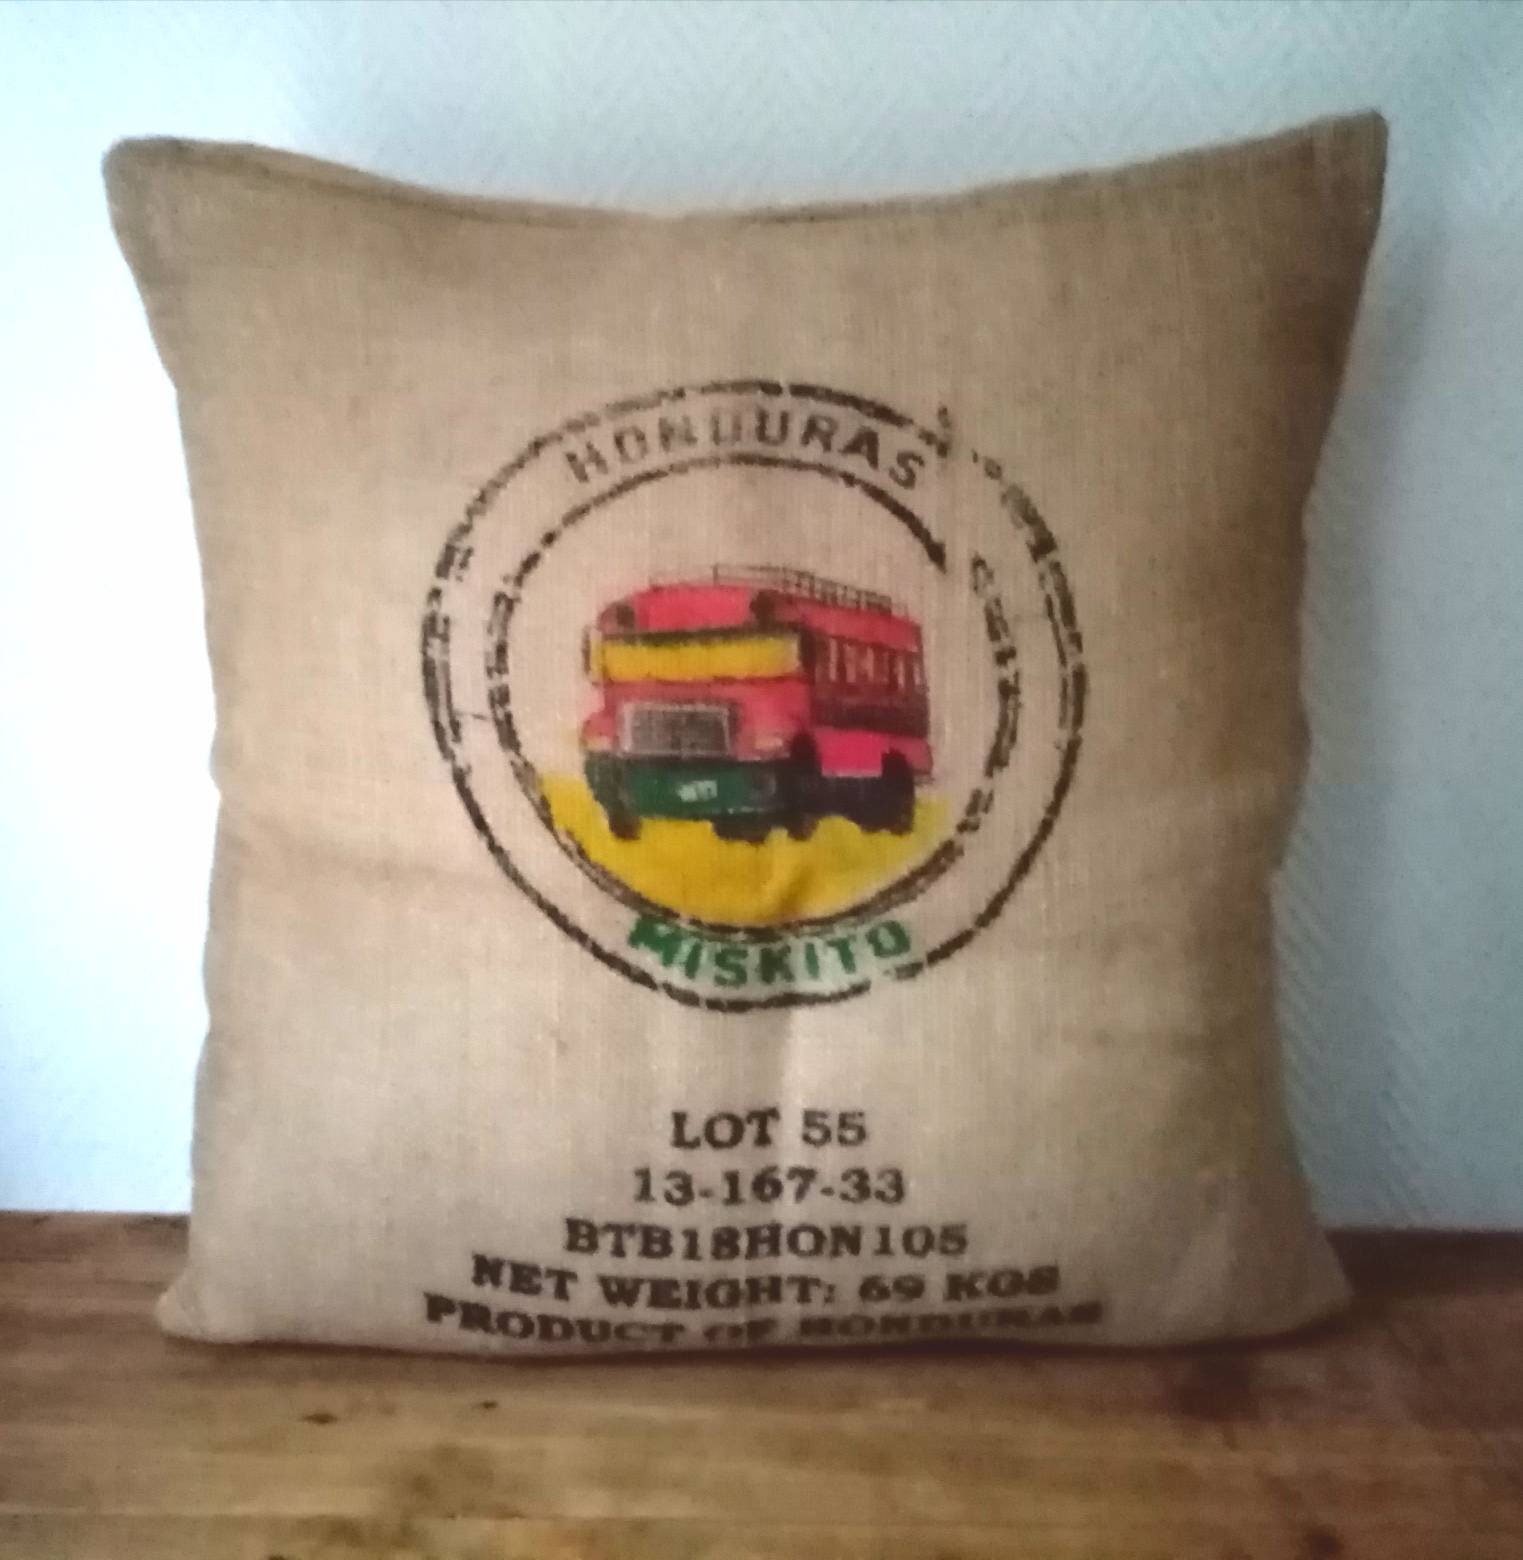 HONDURAS
MISKITO
LOT 55
13-167-33
BTB18HON105
NET WEIGHT: 69 KGS
PRODUCT OF HONDURAS